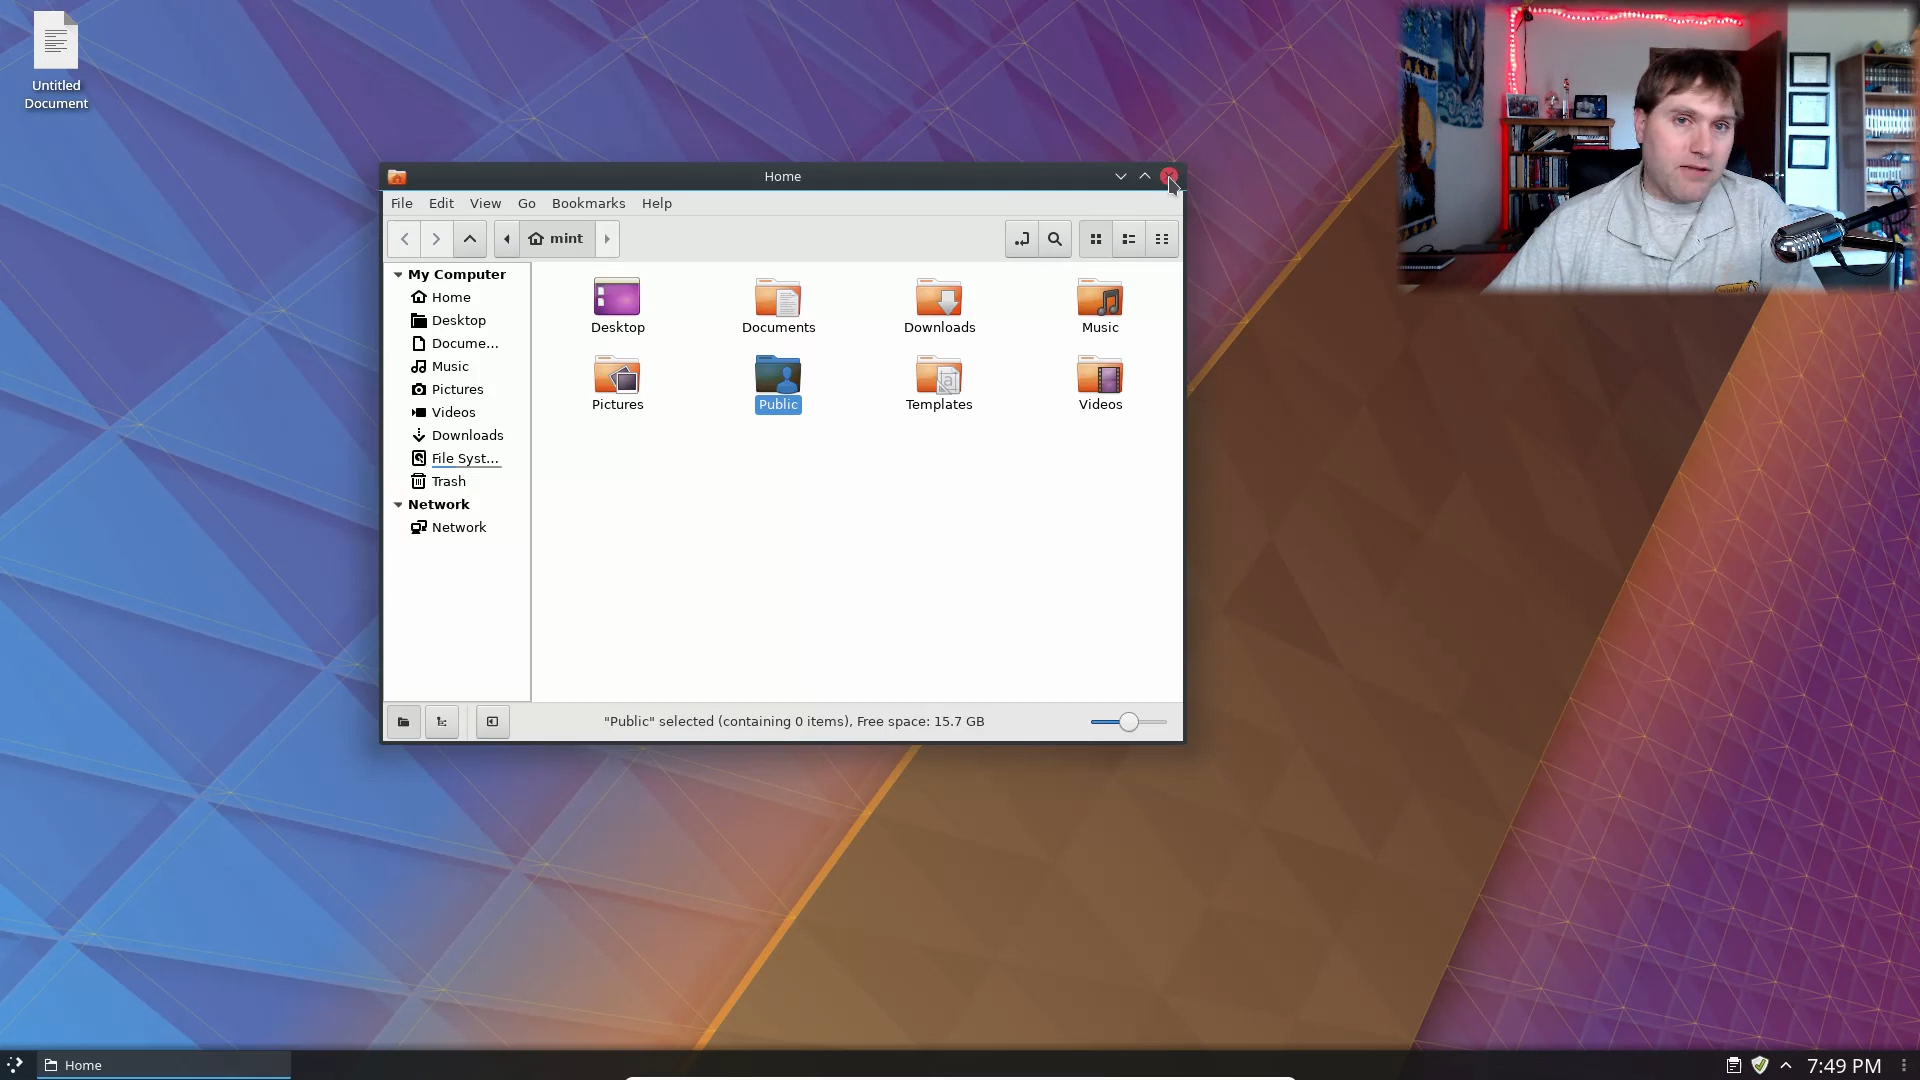 Untitled
Document
Home
File Edit View Go Bookmarks Help
mint
My Computer
Home
Desktop
Docume...
Music
Pictures
Videos
Downloads
File Syst...
Trash
Network
Network
Desktop
Documents
Downloads
Music
Pictures
Public
Templates
Videos
"Public" selected (containing 0 items), Free space: 15.7 GB
Home
7:49 PM